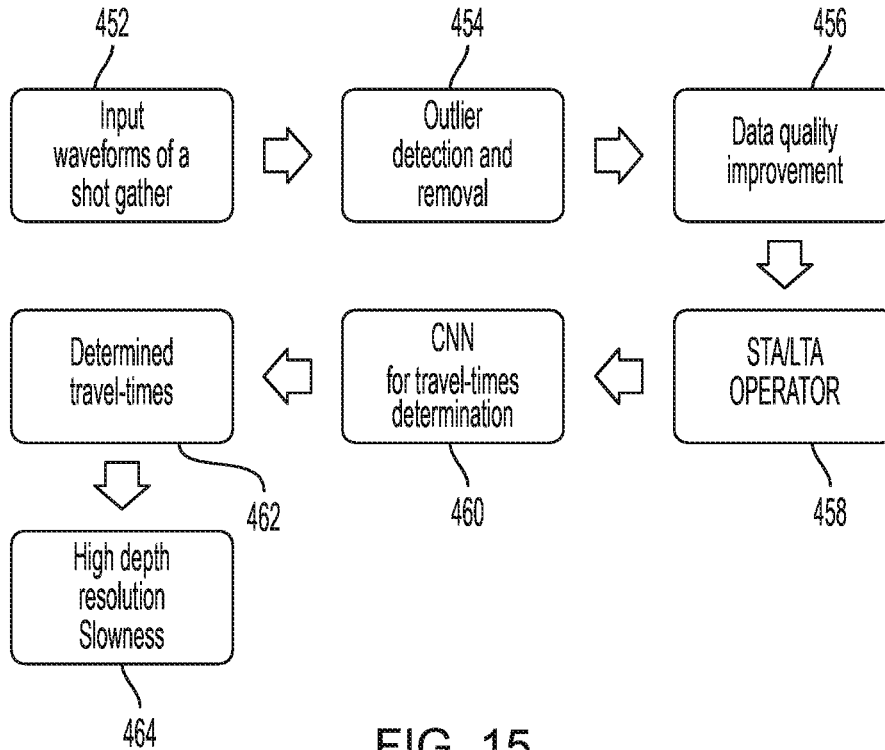 452
454
456
Input
waveforms of a
shot gather
Outlier
detection and
removal
Data quality
improvement
Determined
travel-times
CNN
for travel-times
determination
STA/LTA
OPERATOR
462
460
458
High depth
resolution
Slowness
464
FIG. 15